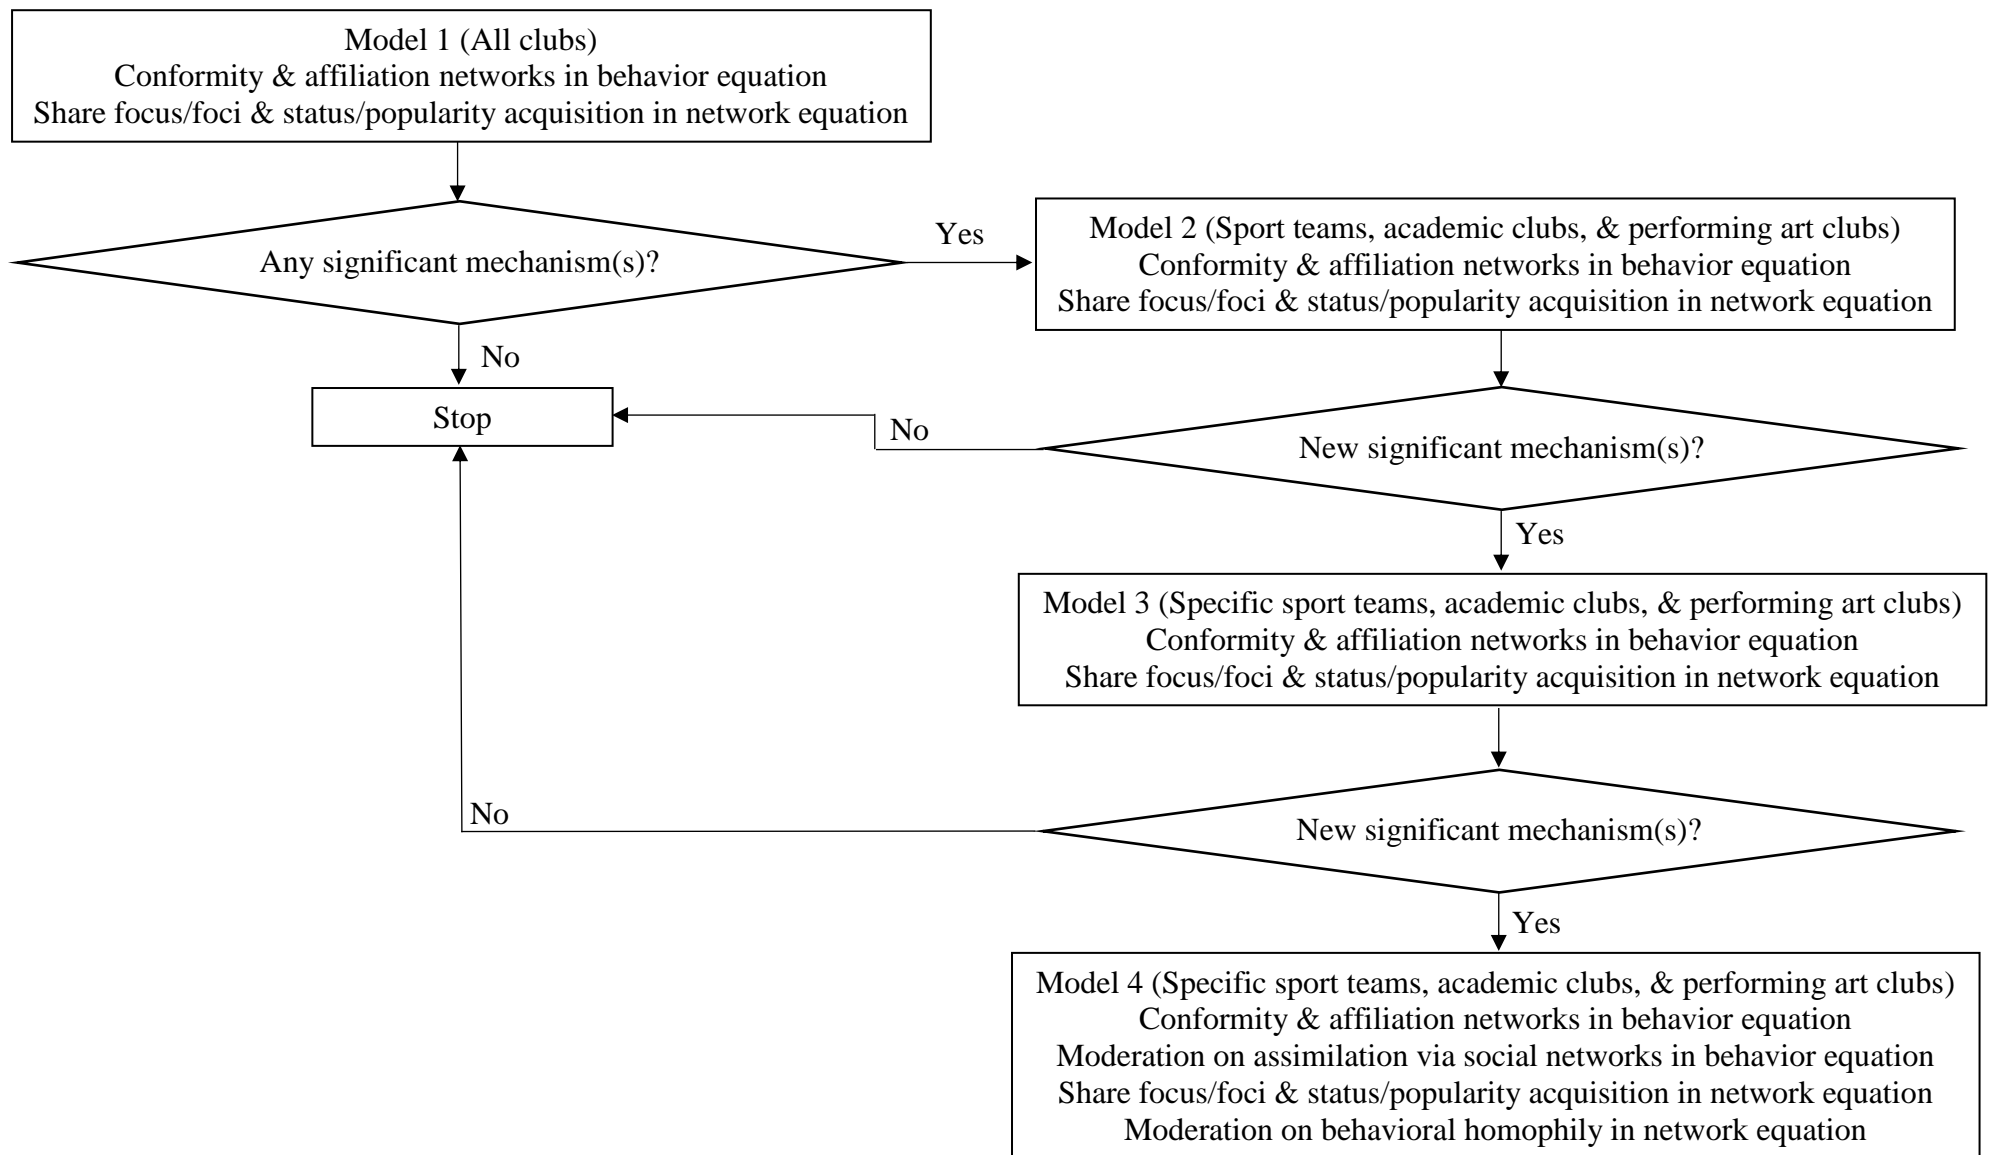 Model 1 (All clubs)
Conformity & affiliation networks in behavior equation
Share focus/foci & status/popularity acquisition in network equation
Any significant mechanism(s)?
Yes
No
Stop
Model 2 (Sport teams, academic clubs, & performing art clubs)
Conformity & affiliation networks in behavior equation
Share focus/foci & status/popularity acquisition in network equation
New significant mechanism(s)?
No
Yes
Model 3 (Specific sport teams, academic clubs, & performing art clubs)
Conformity & affiliation networks in behavior equation
Share focus/foci & status/popularity acquisition in network equation
New significant mechanism(s)?
No
Yes
Model 4 (Specific sport teams, academic clubs, & performing art clubs)
Conformity & affiliation networks in behavior equation
Moderation on assimilation via social networks in behavior equation
Share focus/foci & status/popularity acquisition in network equation
Moderation on behavioral homophily in network equation